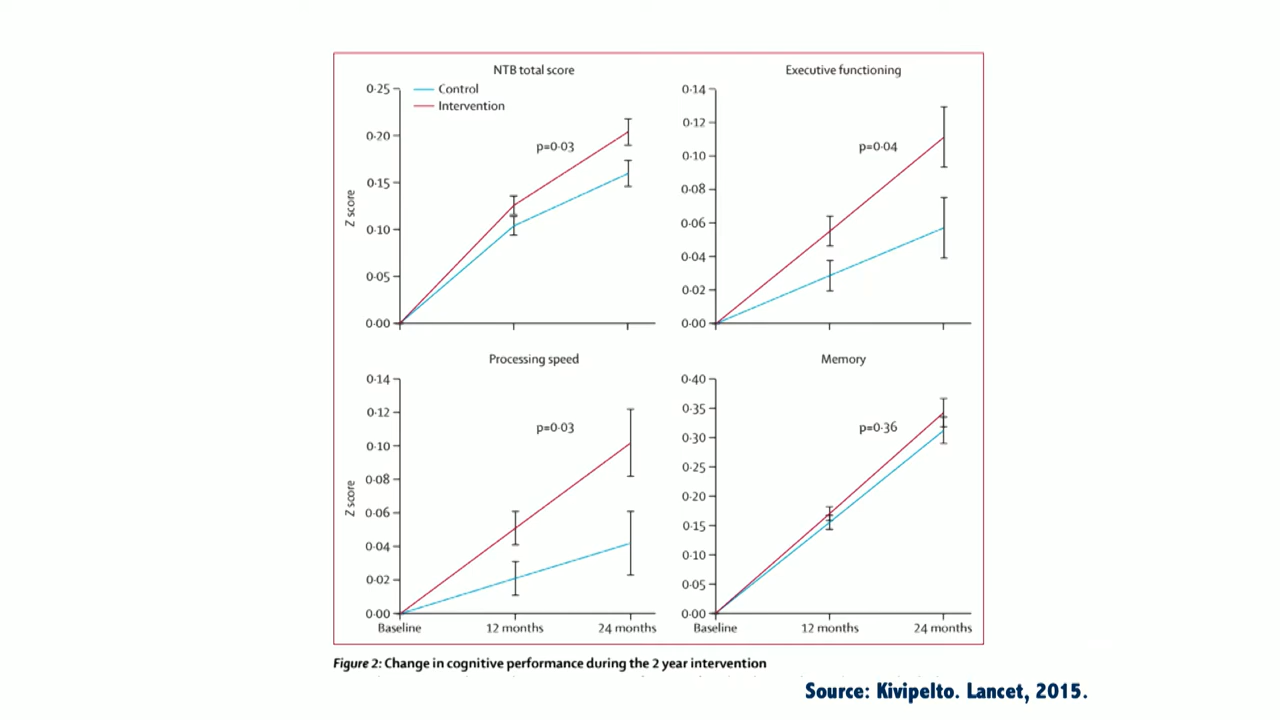 NTB total score
0·25
0·20
0·15
0·10
0·05
0·00
Z score
Control
Intervention
p=0·03
Executive functioning
0·14
0·12
0·10
0·08
0·06
0·04
0·02
0·00
p=0·04
Processing speed
0·14
0·12
0·10
0·08
0·06
0·04
0·02
0·00
Z score
p=0·03
Baseline
12 months
24 months
Memory
0·40
0·35
0·30
0·25
0·20
0·15
0·10
0·05
0·00
p=0·36
Baseline
12 months
24 months
Figure 2: Change in cognitive performance during the 2 year intervention
Source: Kivipelto. Lancet, 2015.